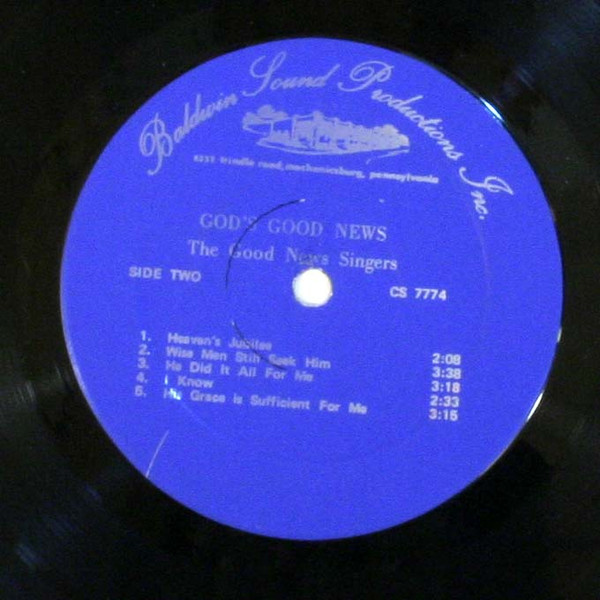 Baldwin Sound Productions Inc.
trindle road, mechanicsburg, pennsylvania
GOD'S GOOD NEWS
The Good News Singers
SIDE TWO
CS 7774
1. Heaven's Jubilee 2:08
2. Wise Men Still Seek Him 3:38
3. He Did It All For Me 3:18
4. I Know 2:33
5. His Grace is Sufficient For Me 3:15